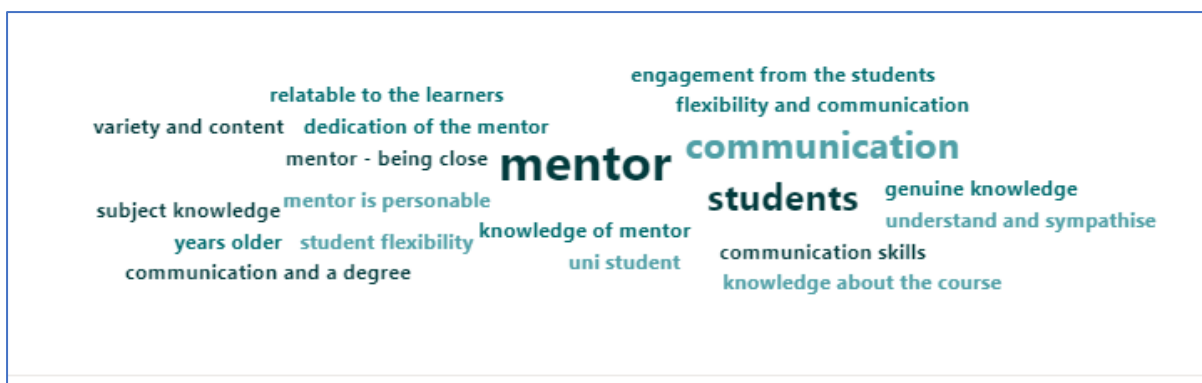 engagement from the students
relatable to the learners
flexibility and communication
variety and content
dedication of the mentor
communication
mentor - being close
mentor
students
genuine knowledge
mentor is personable
subject knowledge
understand and sympathise
knowledge of mentor
years older
student flexibility
communication skills
uni student
communication and a degree
knowledge about the course